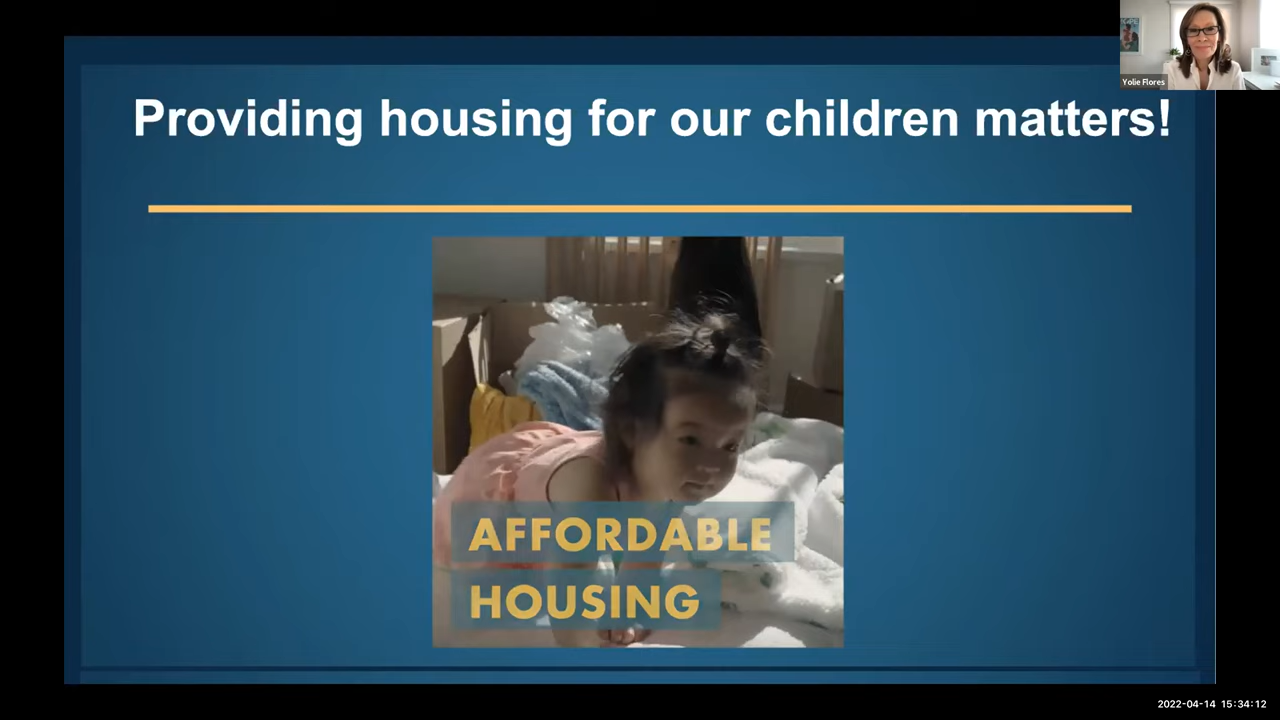 Yolie Flores
Providing housing for our children matters!
AFFORDABLE
HOUSING
2022-04-14 15:34:12